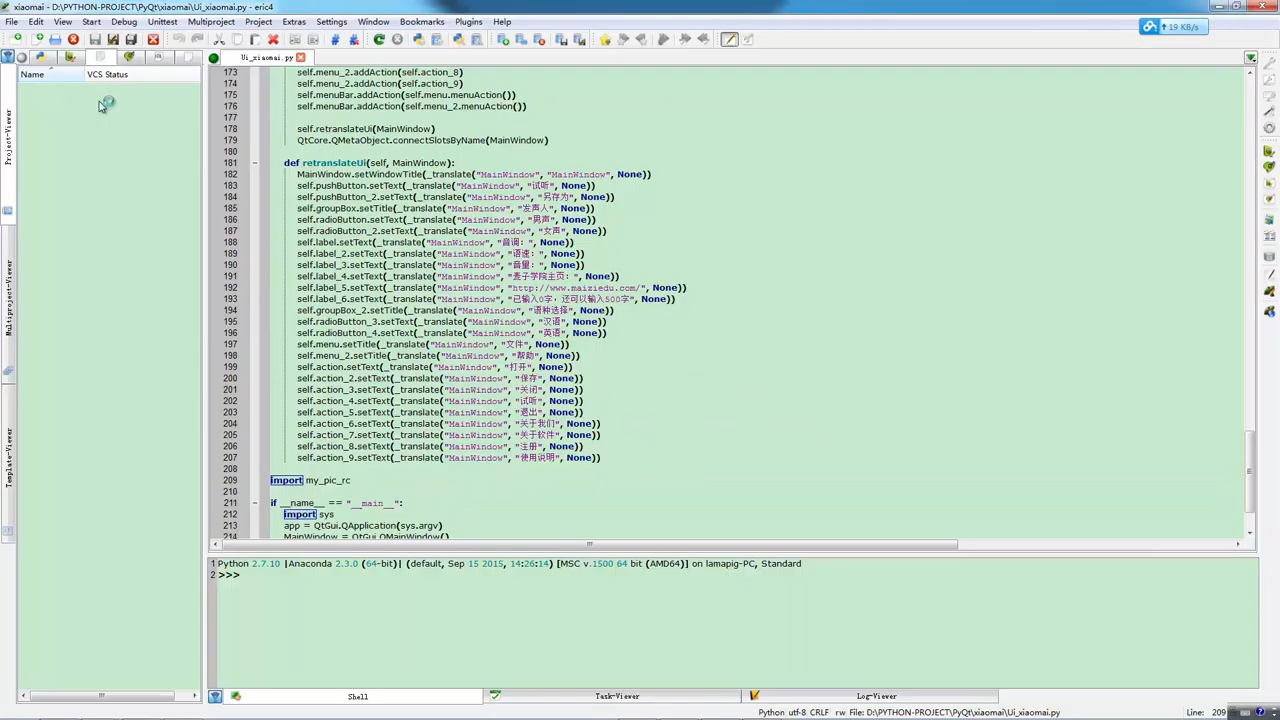 xiaomai - D:\PYTHON-PROJECT\PyQt\xiaomai\Ui_xiaomai.py - eric4
File Edit View Start Debug Unittest Multiproject Project Extras Settings Window Bookmarks Plugins Help
19 KB/s
Ui_xiaomai.py
Name VCS Status
Project-Viewer
Multiproject-Viewer
Template-Viewer
173 self.menu_2.addAction(self.action_8)
174 self.menu_2.addAction(self.action_9)
175 self.menuBar.addAction(self.menu.menuAction())
176 self.menuBar.addAction(self.menu_2.menuAction())
177
178 self.retranslateUi(MainWindow)
179 QtCore.QMetaObject.connectSlotsByName(MainWindow)
180
181 def retranslateUi(self, MainWindow):
182 MainWindow.setWindowTitle(_translate("MainWindow", "MainWindow", None))
183 self.pushButton.setText(_translate("MainWindow", "试听", None))
184 self.pushButton_2.setText(_translate("MainWindow", "另存为", None))
185 self.groupBox.setTitle(_translate("MainWindow", "发声人", None))
186 self.radioButton.setText(_translate("MainWindow", "男声", None))
187 self.radioButton_2.setText(_translate("MainWindow", "女声", None))
188 self.label.setText(_translate("MainWindow", "音调：", None))
189 self.label_2.setText(_translate("MainWindow", "语速：", None))
190 self.label_3.setText(_translate("MainWindow", "音量：", None))
191 self.label_4.setText(_translate("MainWindow", "麦子学院主页：", None))
192 self.label_5.setText(_translate("MainWindow", "http://www.maiziedu.com/", None))
193 self.label_6.setText(_translate("MainWindow", "已输入0字，还可以输入500字", None))
194 self.groupBox_2.setTitle(_translate("MainWindow", "语种选择", None))
195 self.radioButton_3.setText(_translate("MainWindow", "汉语", None))
196 self.radioButton_4.setText(_translate("MainWindow", "英语", None))
197 self.menu.setTitle(_translate("MainWindow", "文件", None))
198 self.menu_2.setTitle(_translate("MainWindow", "帮助", None))
199 self.action.setText(_translate("MainWindow", "打开", None))
200 self.action_2.setText(_translate("MainWindow", "保存", None))
201 self.action_3.setText(_translate("MainWindow", "关闭", None))
202 self.action_4.setText(_translate("MainWindow", "试听", None))
203 self.action_5.setText(_translate("MainWindow", "退出", None))
204 self.action_6.setText(_translate("MainWindow", "关于我们", None))
205 self.action_7.setText(_translate("MainWindow", "关于软件", None))
206 self.action_8.setText(_translate("MainWindow", "注册", None))
207 self.action_9.setText(_translate("MainWindow", "使用说明", None))
208
209 import my_pic_rc
210
211 if __name__ == "__main__":
212 import sys
213 app = QtGui.QApplication(sys.argv)
214 MainWindow = QtGui.QMainWindow()
1 Python 2.7.10 |Anaconda 2.3.0 (64-bit)| (default, Sep 15 2015, 14:26:14) [MSC v.1500 64 bit (AMD64)] on lamapig-PC, Standard
2 >>>
Shell Task-Viewer Log-Viewer
Python utf-8 CRLF rw File: D:\PYTHON-PROJECT\PyQt\xiaomai\Ui_xiaomai.py Line: 209